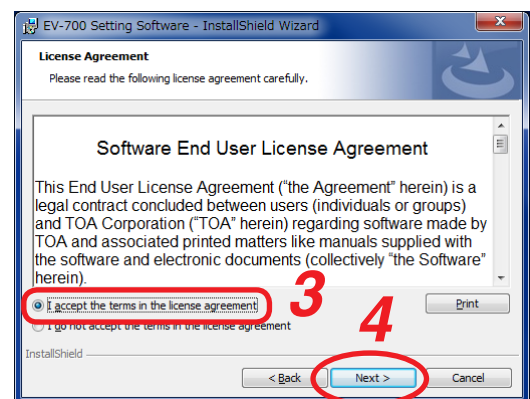 EV-700 Setting Software - InstallShield Wizard
License Agreement
Please read the following license agreement carefully.
Software End User License Agreement
This End User License Agreement (“the Agreement” herein) is a
legal contract concluded between users (individuals or groups)
and TOA Corporation (“TOA” herein) regarding software made by
TOA and associated printed matters like manuals supplied with
the software and electronic documents (collectively “the Software”
herein).
I accept the terms in the license agreement
3
Print
I do not accept the terms in the license agreement
4
InstallShield
< Back
Next >
Cancel